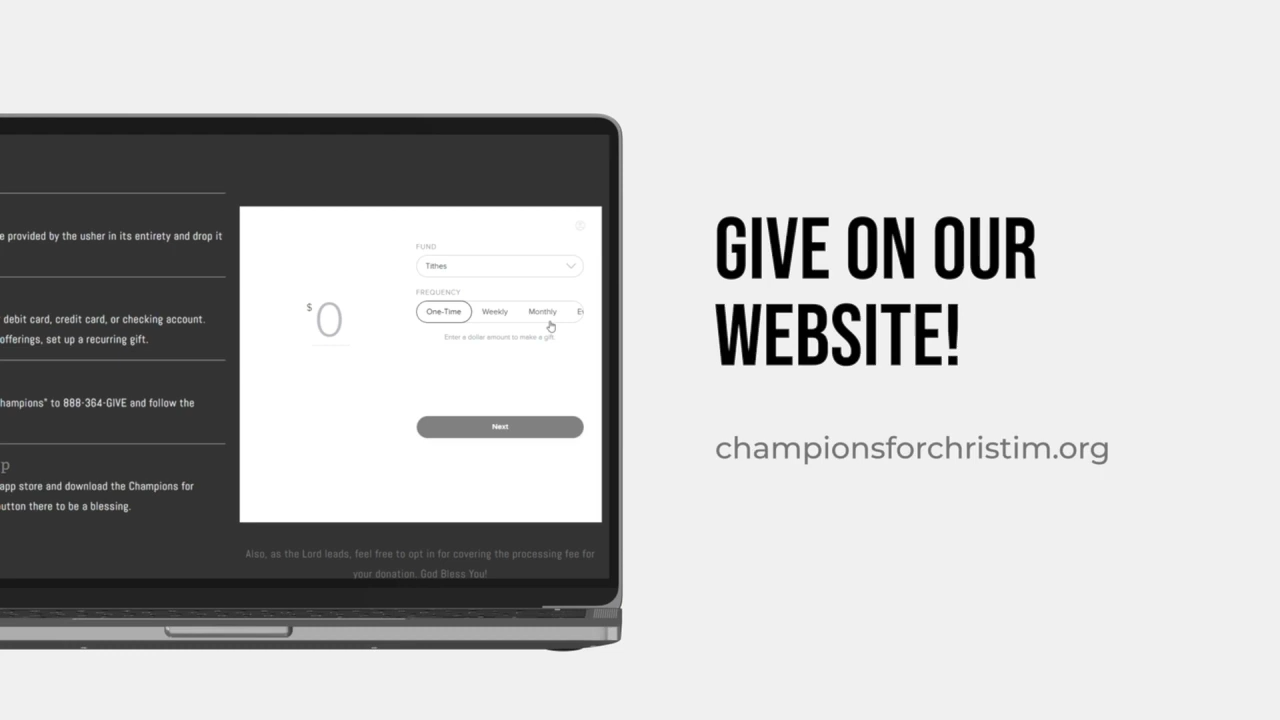 e provided by the usher in its entirety and drop it
debit card, credit card, or checking account.
offerings, set up a recurring gift.
hampions" to 888-364-GIVE and follow the
p
app store and download the Champions for
utton there to be a blessing.
FUND
Tithes
FREQUENCY
One-Time Weekly Monthly Ev
$ 0
Enter a dollar amount to make a gift.
Next
Also, as the Lord leads, feel free to opt in for covering the processing fee for
your donation. God Bless You!
GIVE ON OUR
WEBSITE!
championsforchristim.org